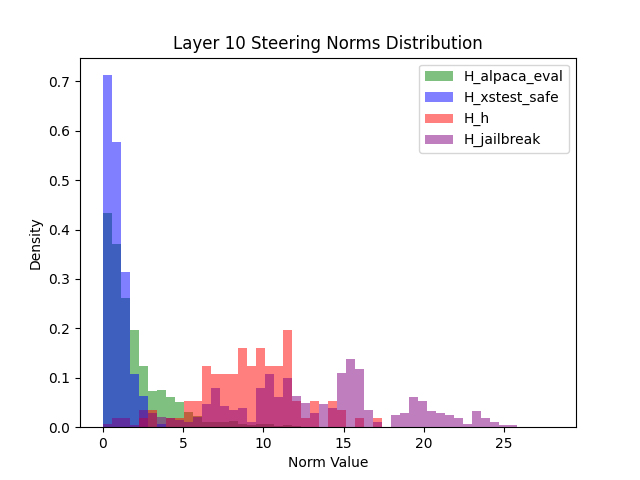 Layer 10 Steering Norms Distribution
H_alpaca_eval
H_xstest_safe
H_h
H_jailbreak
Density
0.7
0.6
0.5
0.4
0.3
0.2
0.1
0.0
0 5 10 15 20 25
Norm Value